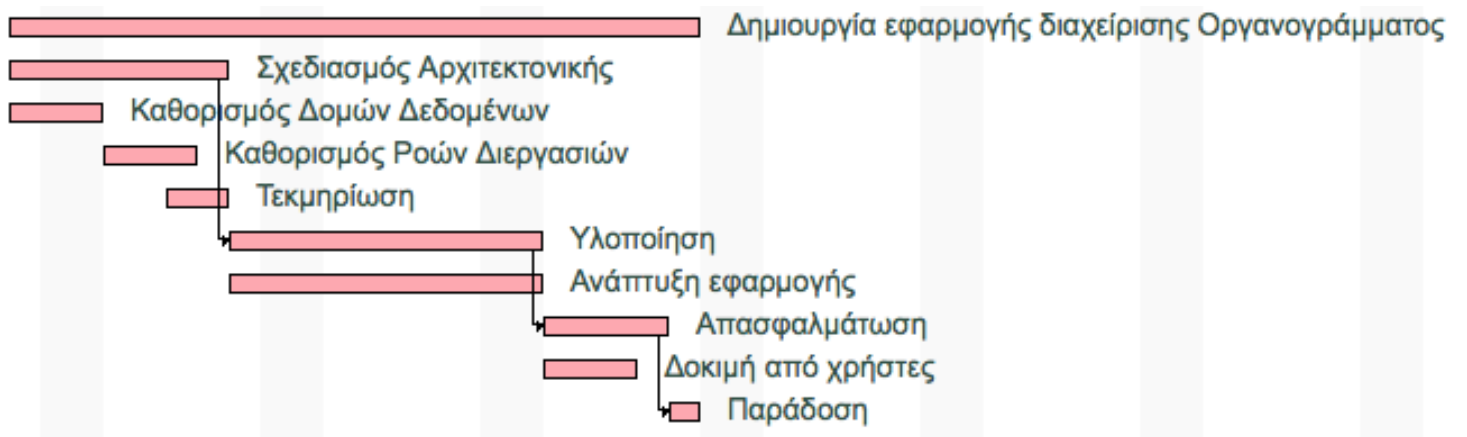 Δημιουργία εφαρμογής διαχείρισης Οργανογράμματος
Σχεδιασμός Αρχιτεκτονικής
Καθορισμός Δομών Δεδομένων
Καθορισμός Ροών Διεργασιών
Τεκμηρίωση
Υλοποίηση
Ανάπτυξη εφαρμογής
Απασφαλμάτωση
Δοκιμή από χρήστες
Παράδοση